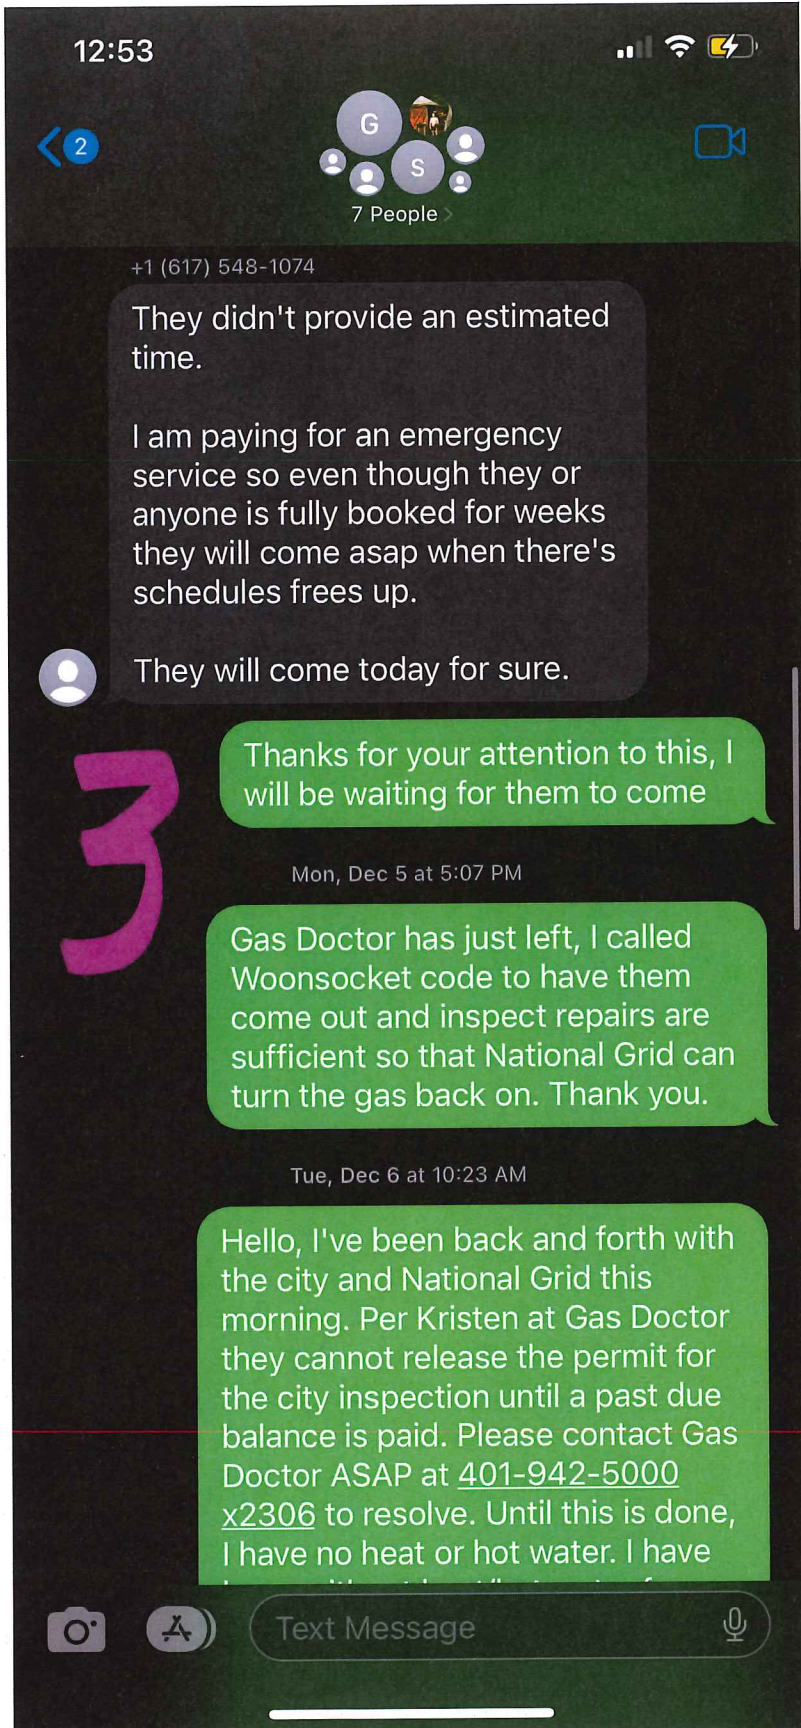 12:53
2
G
S
7 People >
+1 (617) 548-1074
They didn't provide an estimated
time.
I am paying for an emergency
service so even though they or
anyone is fully booked for weeks
they will come asap when there's
schedules frees up.
They will come today for sure.
Thanks for your attention to this, I
will be waiting for them to come
3
Mon, Dec 5 at 5:07 PM
Gas Doctor has just left, I called
Woonsocket code to have them
come out and inspect repairs are
sufficient so that National Grid can
turn the gas back on. Thank you.
Tue, Dec 6 at 10:23 AM
Hello, I've been back and forth with
the city and National Grid this
morning. Per Kristen at Gas Doctor
they cannot release the permit for
the city inspection until a past due
balance is paid. Please contact Gas
Doctor ASAP at 401-942-5000
x2306 to resolve. Until this is done,
I have no heat or hot water. I have
Text Message